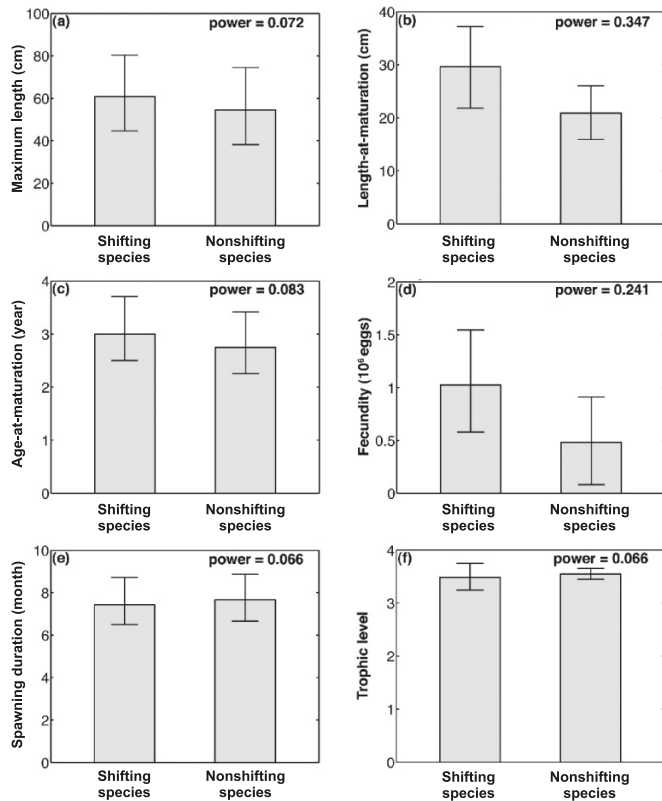 (a)
power = 0.072
Maximum length (cm)
100
80
60
40
20
0
Shifting
species
Nonshifting
species
(b)
power = 0.347
Length-at-maturation (cm)
40
30
20
10
0
Shifting
species
Nonshifting
species
(c)
power = 0.083
Age-at-maturation (year)
4
3
2
1
0
Shifting
species
Nonshifting
species
(d)
power = 0.241
Fecundity (10⁶ eggs)
2
1.5
1
0.5
0
Shifting
species
Nonshifting
species
(e)
power = 0.066
Spawning duration (month)
10
8
6
4
2
0
Shifting
species
Nonshifting
species
(f)
power = 0.066
Trophic level
4
3
2
1
0
Shifting
species
Nonshifting
species